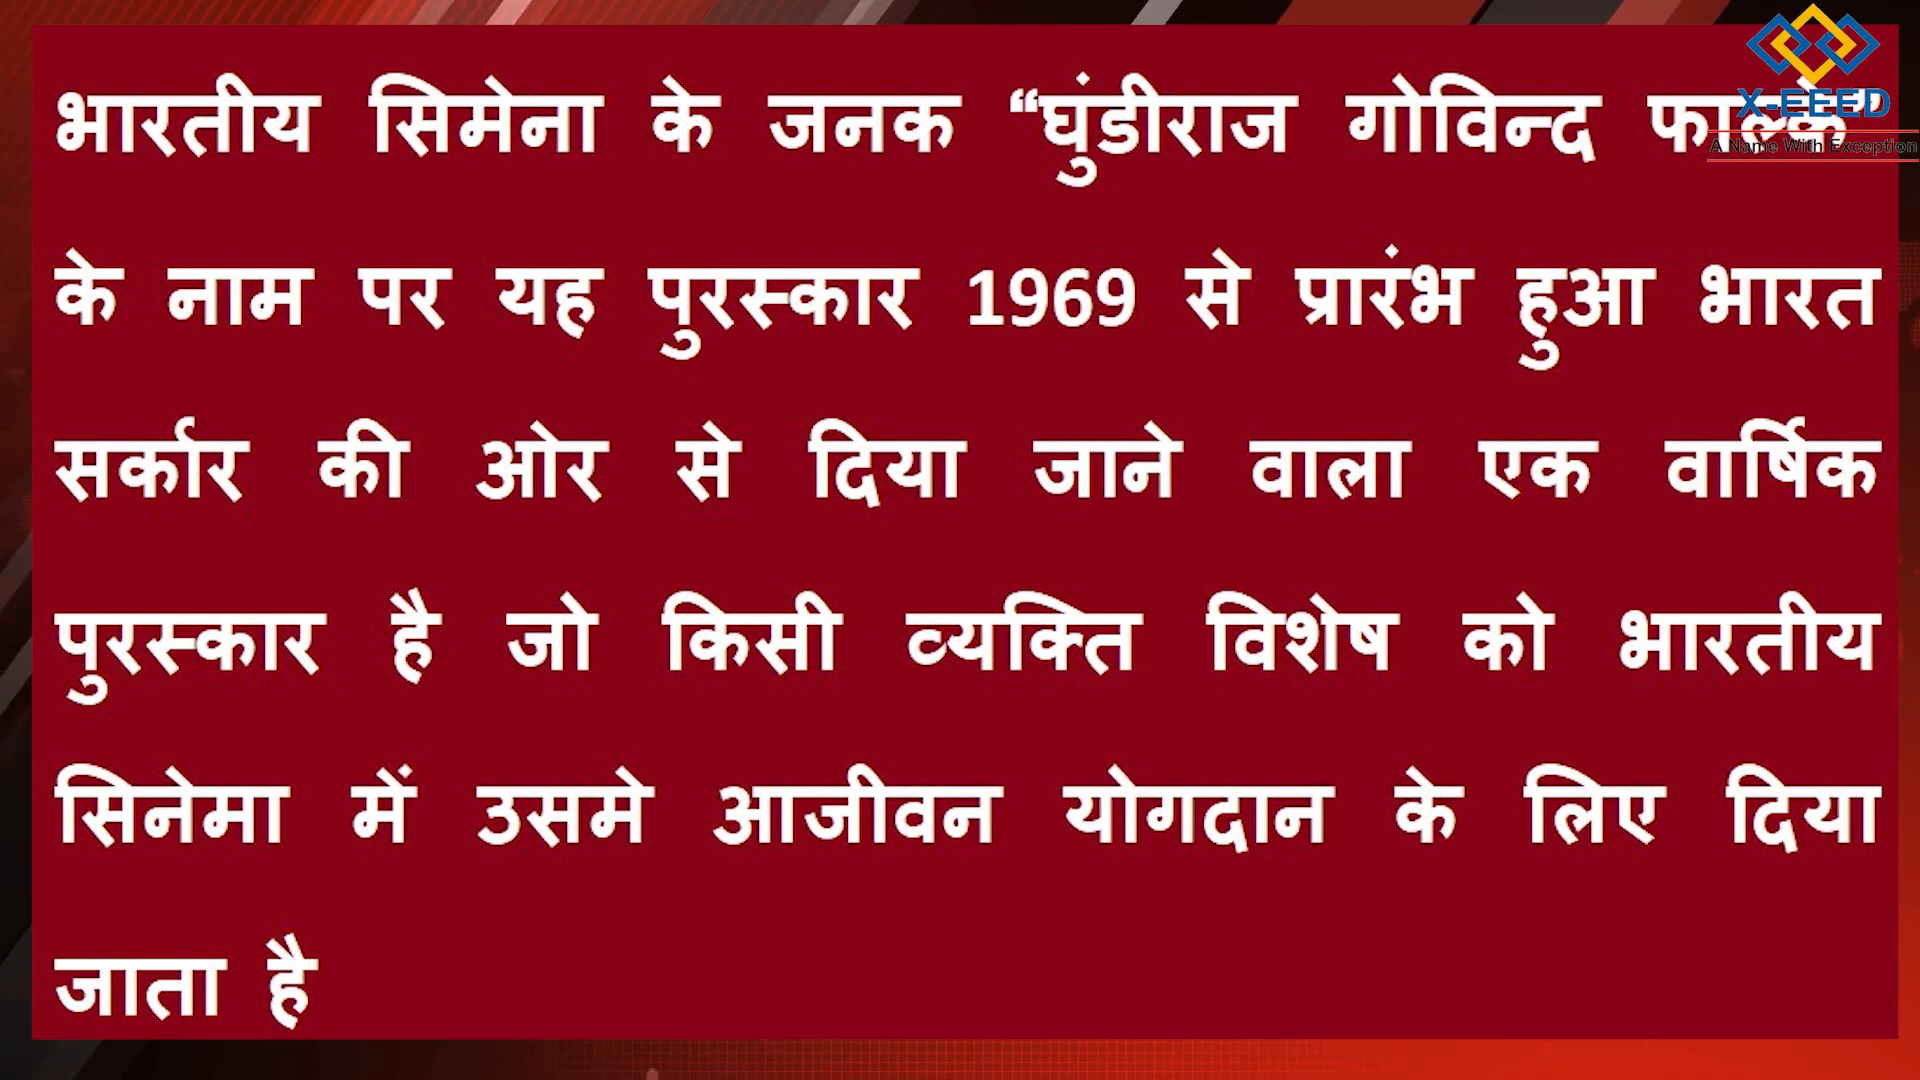 भारतीय सिमेना के जनक “घुंडीराज गोविन्द फाल्के”
के नाम पर यह पुरस्कार 1969 से प्रारंभ हुआ भारत
सर्कार की ओर से दिया जाने वाला एक वार्षिक
पुरस्कार है जो किसी व्यक्ति विशेष को भारतीय
सिनेमा में उसमे आजीवन योगदान के लिए दिया
जाता है
X-EEED
A Name With Exception